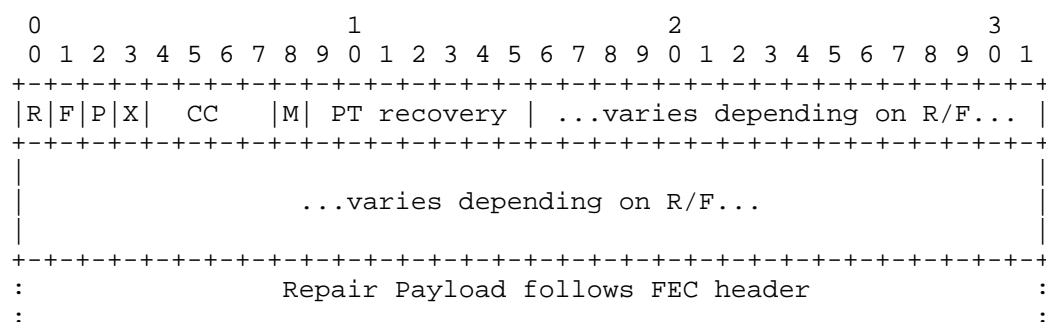 0                   1                   2                   3
 0 1 2 3 4 5 6 7 8 9 0 1 2 3 4 5 6 7 8 9 0 1 2 3 4 5 6 7 8 9 0 1
+-+-+-+-+-+-+-+-+-+-+-+-+-+-+-+-+-+-+-+-+-+-+-+-+-+-+-+-+-+-+-+-+
|R|F|P|X|  CC   |M| PT recovery | ...varies depending on R/F... |
+-+-+-+-+-+-+-+-+-+-+-+-+-+-+-+-+-+-+-+-+-+-+-+-+-+-+-+-+-+-+-+-+
|                                                               |
|                 ...varies depending on R/F...                 |
|                                                               |
+-+-+-+-+-+-+-+-+-+-+-+-+-+-+-+-+-+-+-+-+-+-+-+-+-+-+-+-+-+-+-+-+
:                Repair Payload follows FEC header              :
:                                                               :